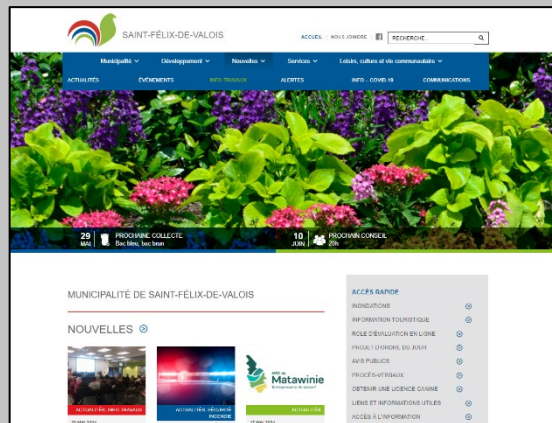 SAINT-FÉLIX-DE-VALOIS
ACCUEIL NOUS JOINDRE RECHERCHE...
Municipalité Développement Nouvelles Services Loisirs, culture et vie communautaire
ACTUALITÉS ÉVÉNEMENTS INFO-TRAVAUX ALERTES INFO – COVID-19 COMMUNICATIONS
29 MAI PROCHAINE COLLECTE
Bac bleu, bac brun
10 JUIN PROCHAIN CONSEIL
20h
MUNICIPALITÉ DE SAINT-FÉLIX-DE-VALOIS
NOUVELLES
Matawinie
ACTUALITÉS, INFO-TRAVAUX
ACTUALITÉS, SÉCURITÉ
INCENDIE
ACTUALITÉS
ACCÈS RAPIDE
INONDATIONS
INFORMATION TOURISTIQUE
RÔLE D'ÉVALUATION EN LIGNE
PROJET D'ORDRE DU JOUR
AVIS PUBLICS
PROCÈS-VERBAUX
OBTENIR UNE LICENCE CANINE
LIENS ET INFORMATIONS UTILES
ACCÈS À L'INFORMATION